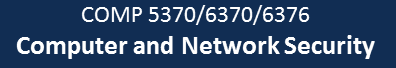 COMP 5370/6370/6376
Computer and Network Security